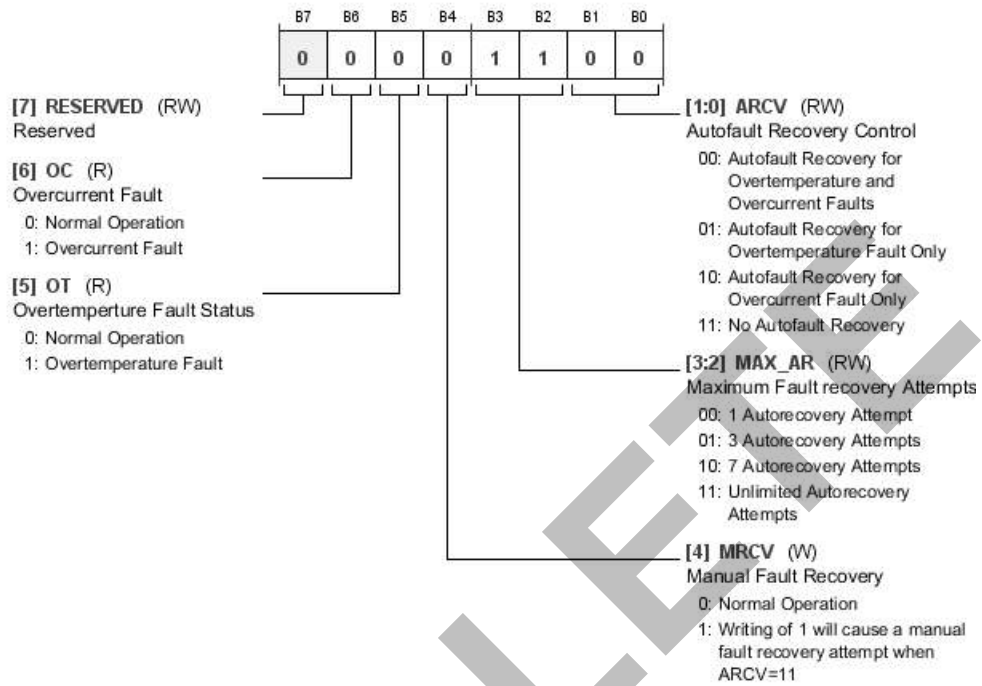 B7 B6 B5 B4 B3 B2 B1 B0
0 0 0 0 1 1 0 0
[7] RESERVED (RW)
Reserved
[6] OC (R)
Overcurrent Fault
0: Normal Operation
1: Overcurrent Fault
[5] OT (R)
Overtemperture Fault Status
0: Normal Operation
1: Overtemperature Fault
[1:0] ARCV (RW)
Autofault Recovery Control
00: Autofault Recovery for
Overtemperature and
Overcurrent Faults
01: Autofault Recovery for
Overtemperature Fault Only
10: Autofault Recovery for
Overcurrent Fault Only
11: No Autofault Recovery
[3:2] MAX_AR (RW)
Maximum Fault recovery Attempts
00: 1 Autorecovery Attempt
01: 3 Autorecovery Attempts
10: 7 Autorecovery Attempts
11: Unlimited Autorecovery
Attempts
[4] MRCV (W)
Manual Fault Recovery
0: Normal Operation
1: Writing of 1 will cause a manual
fault recovery attempt when
ARCV=11
LETE